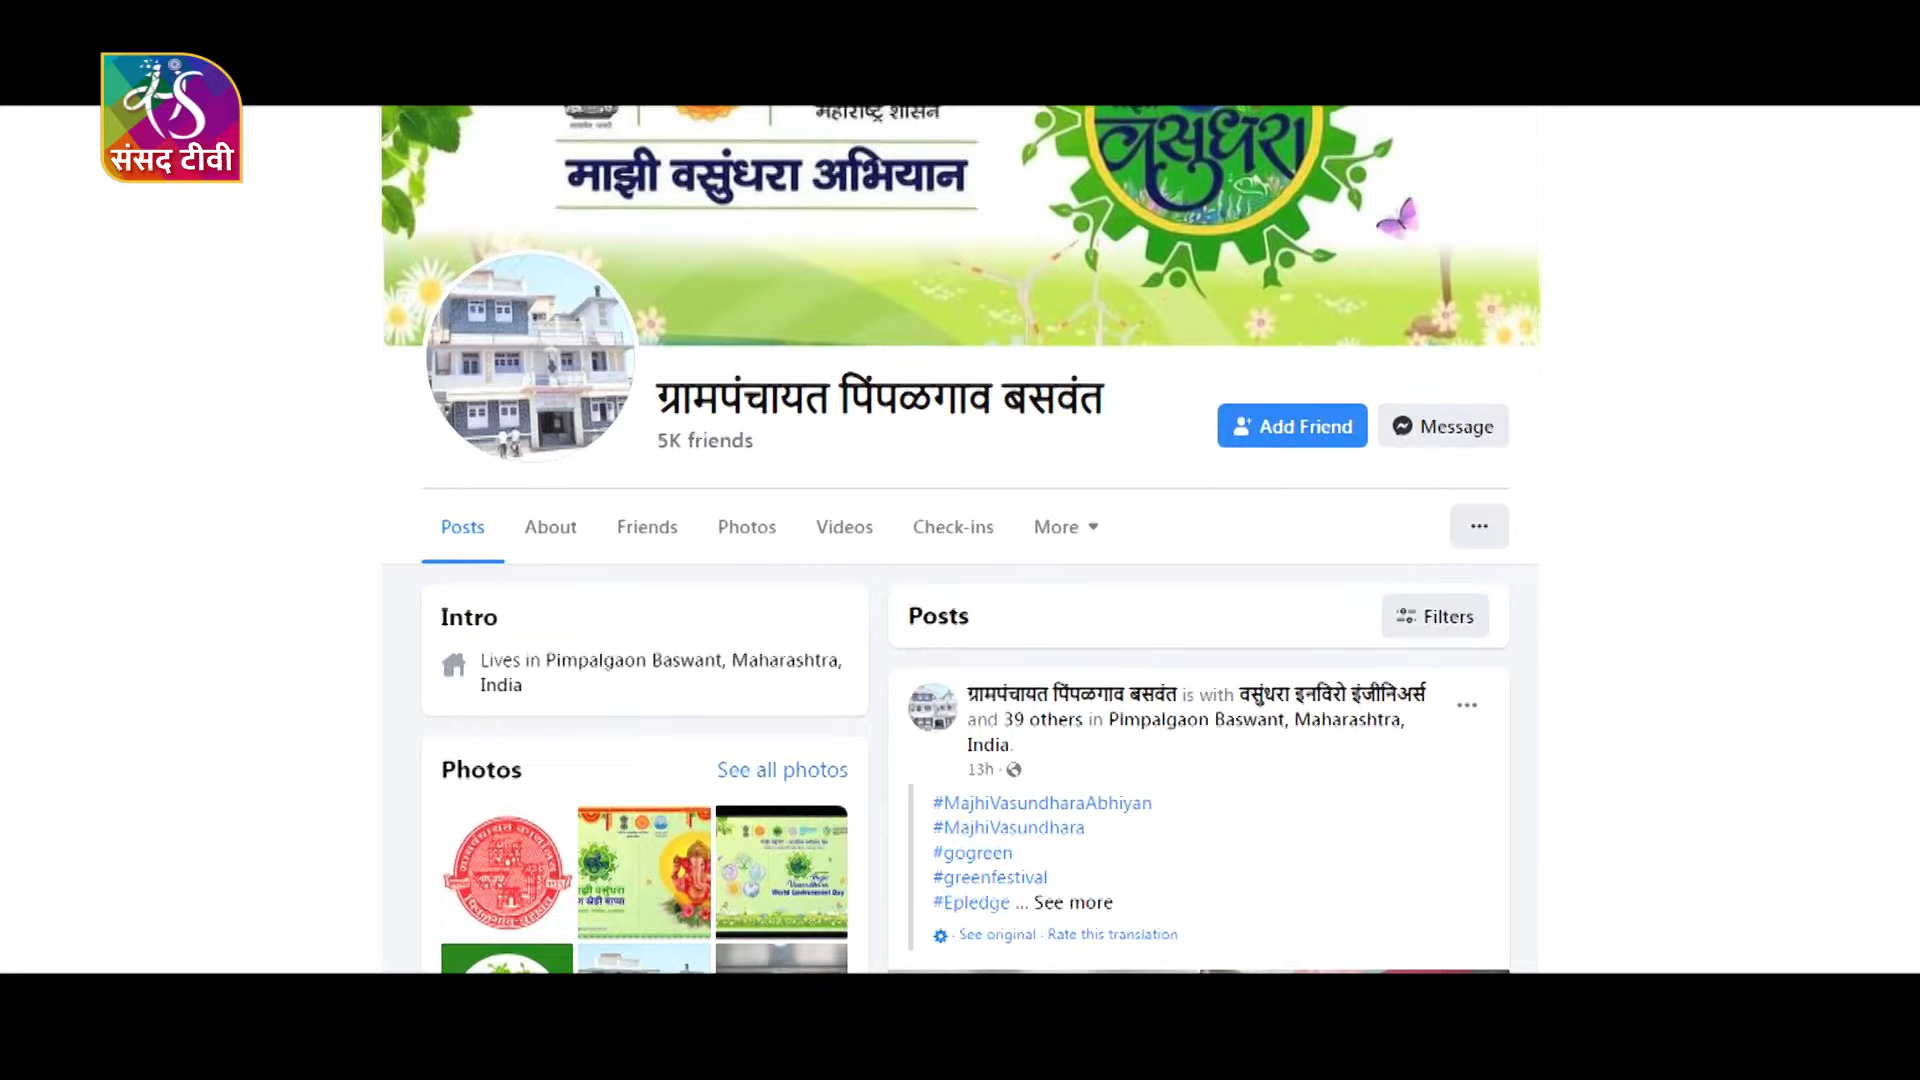 संसद टीवी
महाराष्ट्र शासन
माझी वसुंधरा अभियान
वसुंधरा
ग्रामपंचायत पिंपळगाव बसवंत
5K friends
Add Friend
Message
Posts
About
Friends
Photos
Videos
Check-ins
More
Intro
Lives in Pimpalgaon Baswant, Maharashtra,
India
Photos
See all photos
Posts
Filters
ग्रामपंचायत पिंपळगाव बसवंत is with वसुंधरा इनविरो इंजीनिअर्स
and 39 others in Pimpalgaon Baswant, Maharashtra,
India.
13h ·
#MajhiVasundharaAbhiyan
#MajhiVasundhara
#gogreen
#greenfestival
#Epledge ... See more
· See original · Rate this translation
World Environment Day